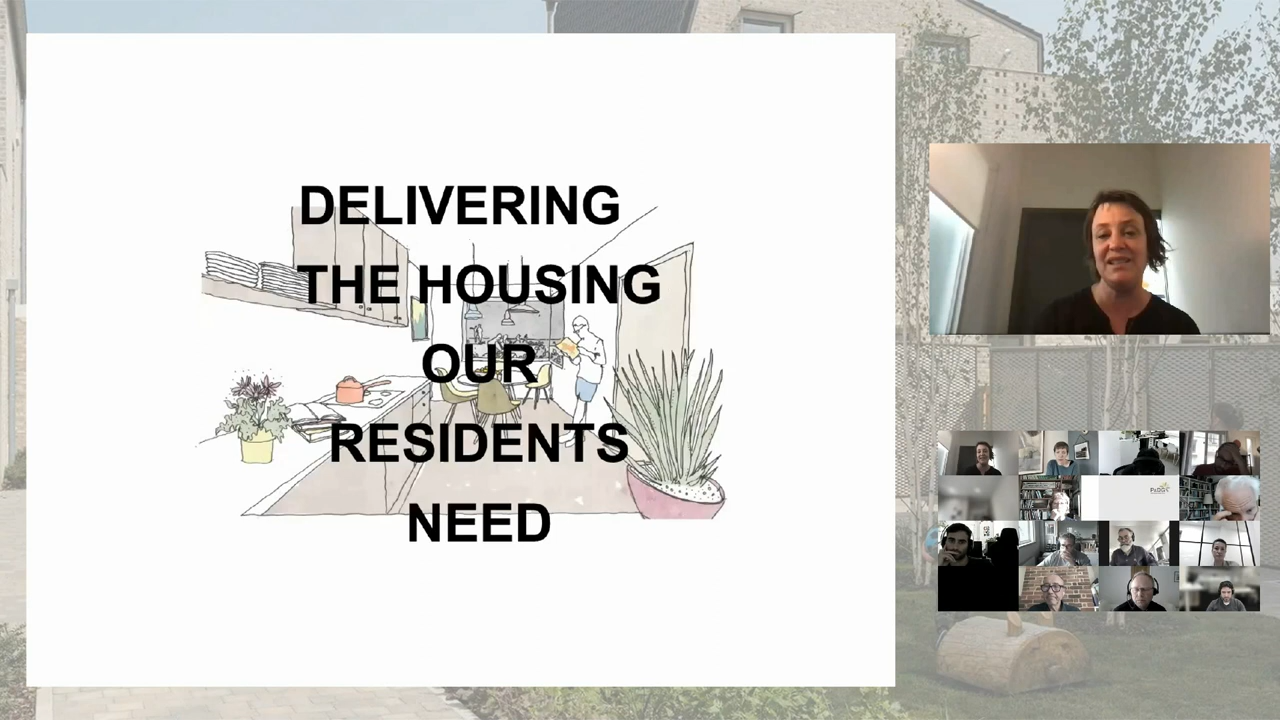 DELIVERING
THE HOUSING
OUR
RESIDENTS
NEED